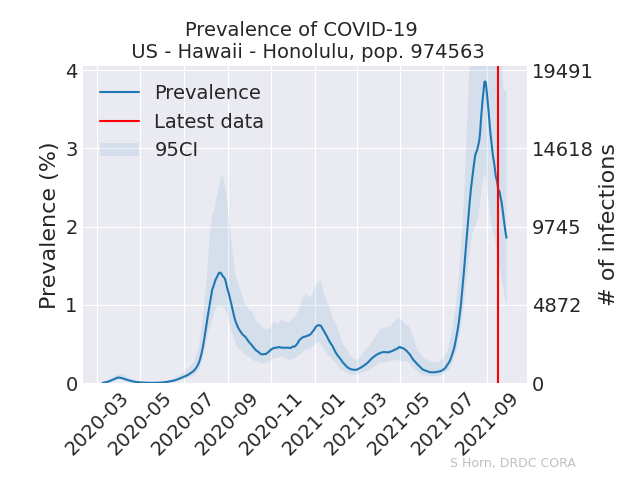 Prevalence of COVID-19
US - Hawaii - Honolulu, pop. 974563
Prevalence (%)
4
3
2
1
0
Prevalence
Latest data
95CI
19491
14618
9745
4872
0
# of infections
2020-03
2020-05
2020-07
2020-09
2020-11
2021-01
2021-03
2021-05
2021-07
2021-09
S Horn, DRDC CORA